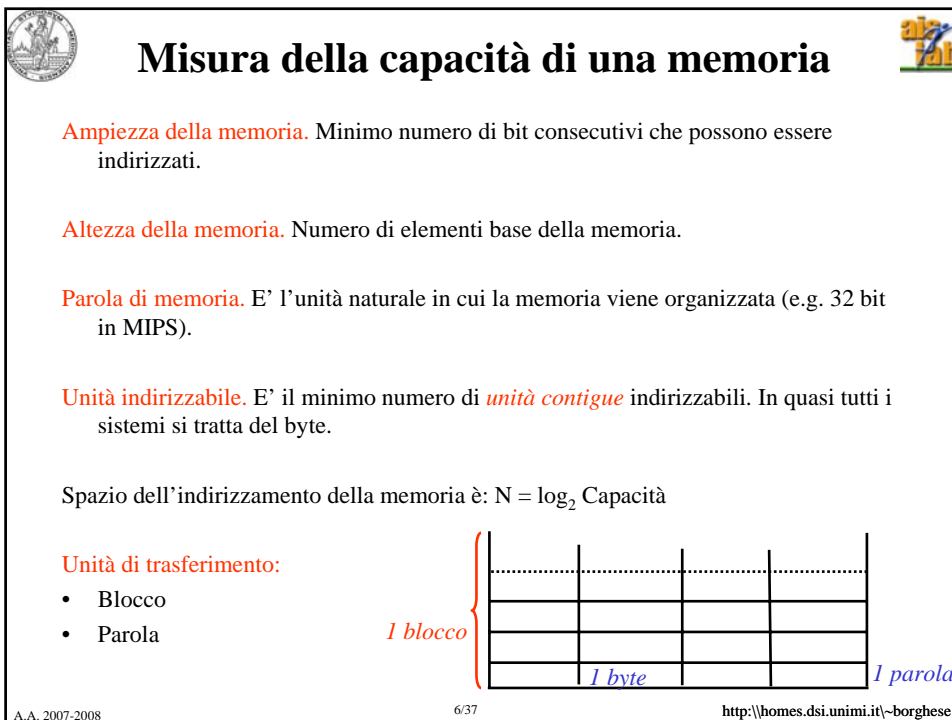 Misura della capacità di una memoria
Ampiezza della memoria. Minimo numero di bit consecutivi che possono essere
indirizzati.
Altezza della memoria. Numero di elementi base della memoria.
Parola di memoria. E’ l’unità naturale in cui la memoria viene organizzata (e.g. 32 bit
in MIPS).
Unità indirizzabile. E’ il minimo numero di unità contigue indirizzabili. In quasi tutti i
sistemi si tratta del byte.
Spazio dell’indirizzamento della memoria è: N = log₂ Capacità
Unità di trasferimento:
• Blocco
• Parola
1 blocco
1 byte
1 parola
A.A. 2007-2008
6/37
http:\\homes.dsi.unimi.it\~borghese